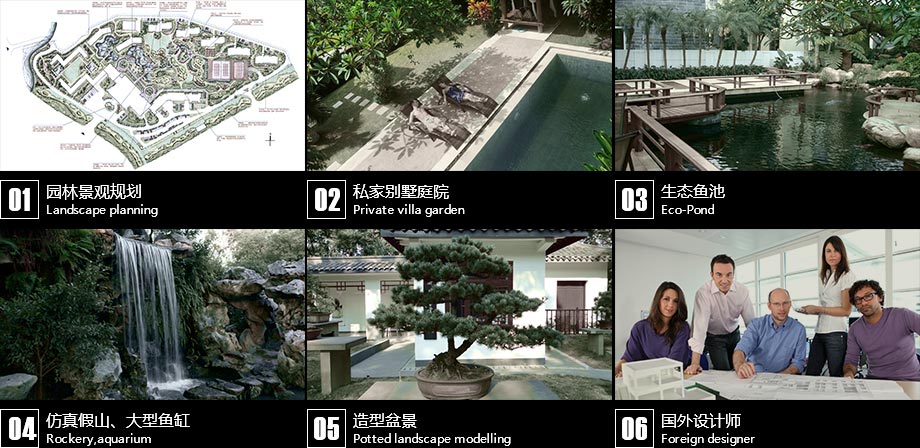 01
园林景观规划
Landscape planning
02
私家别墅庭院
Private villa garden
03
生态鱼池
Eco-Pond
04
仿真假山、大型鱼缸
Rockery,aquarium
05
造型盆景
Potted landscape modelling
06
国外设计师
Foreign designer